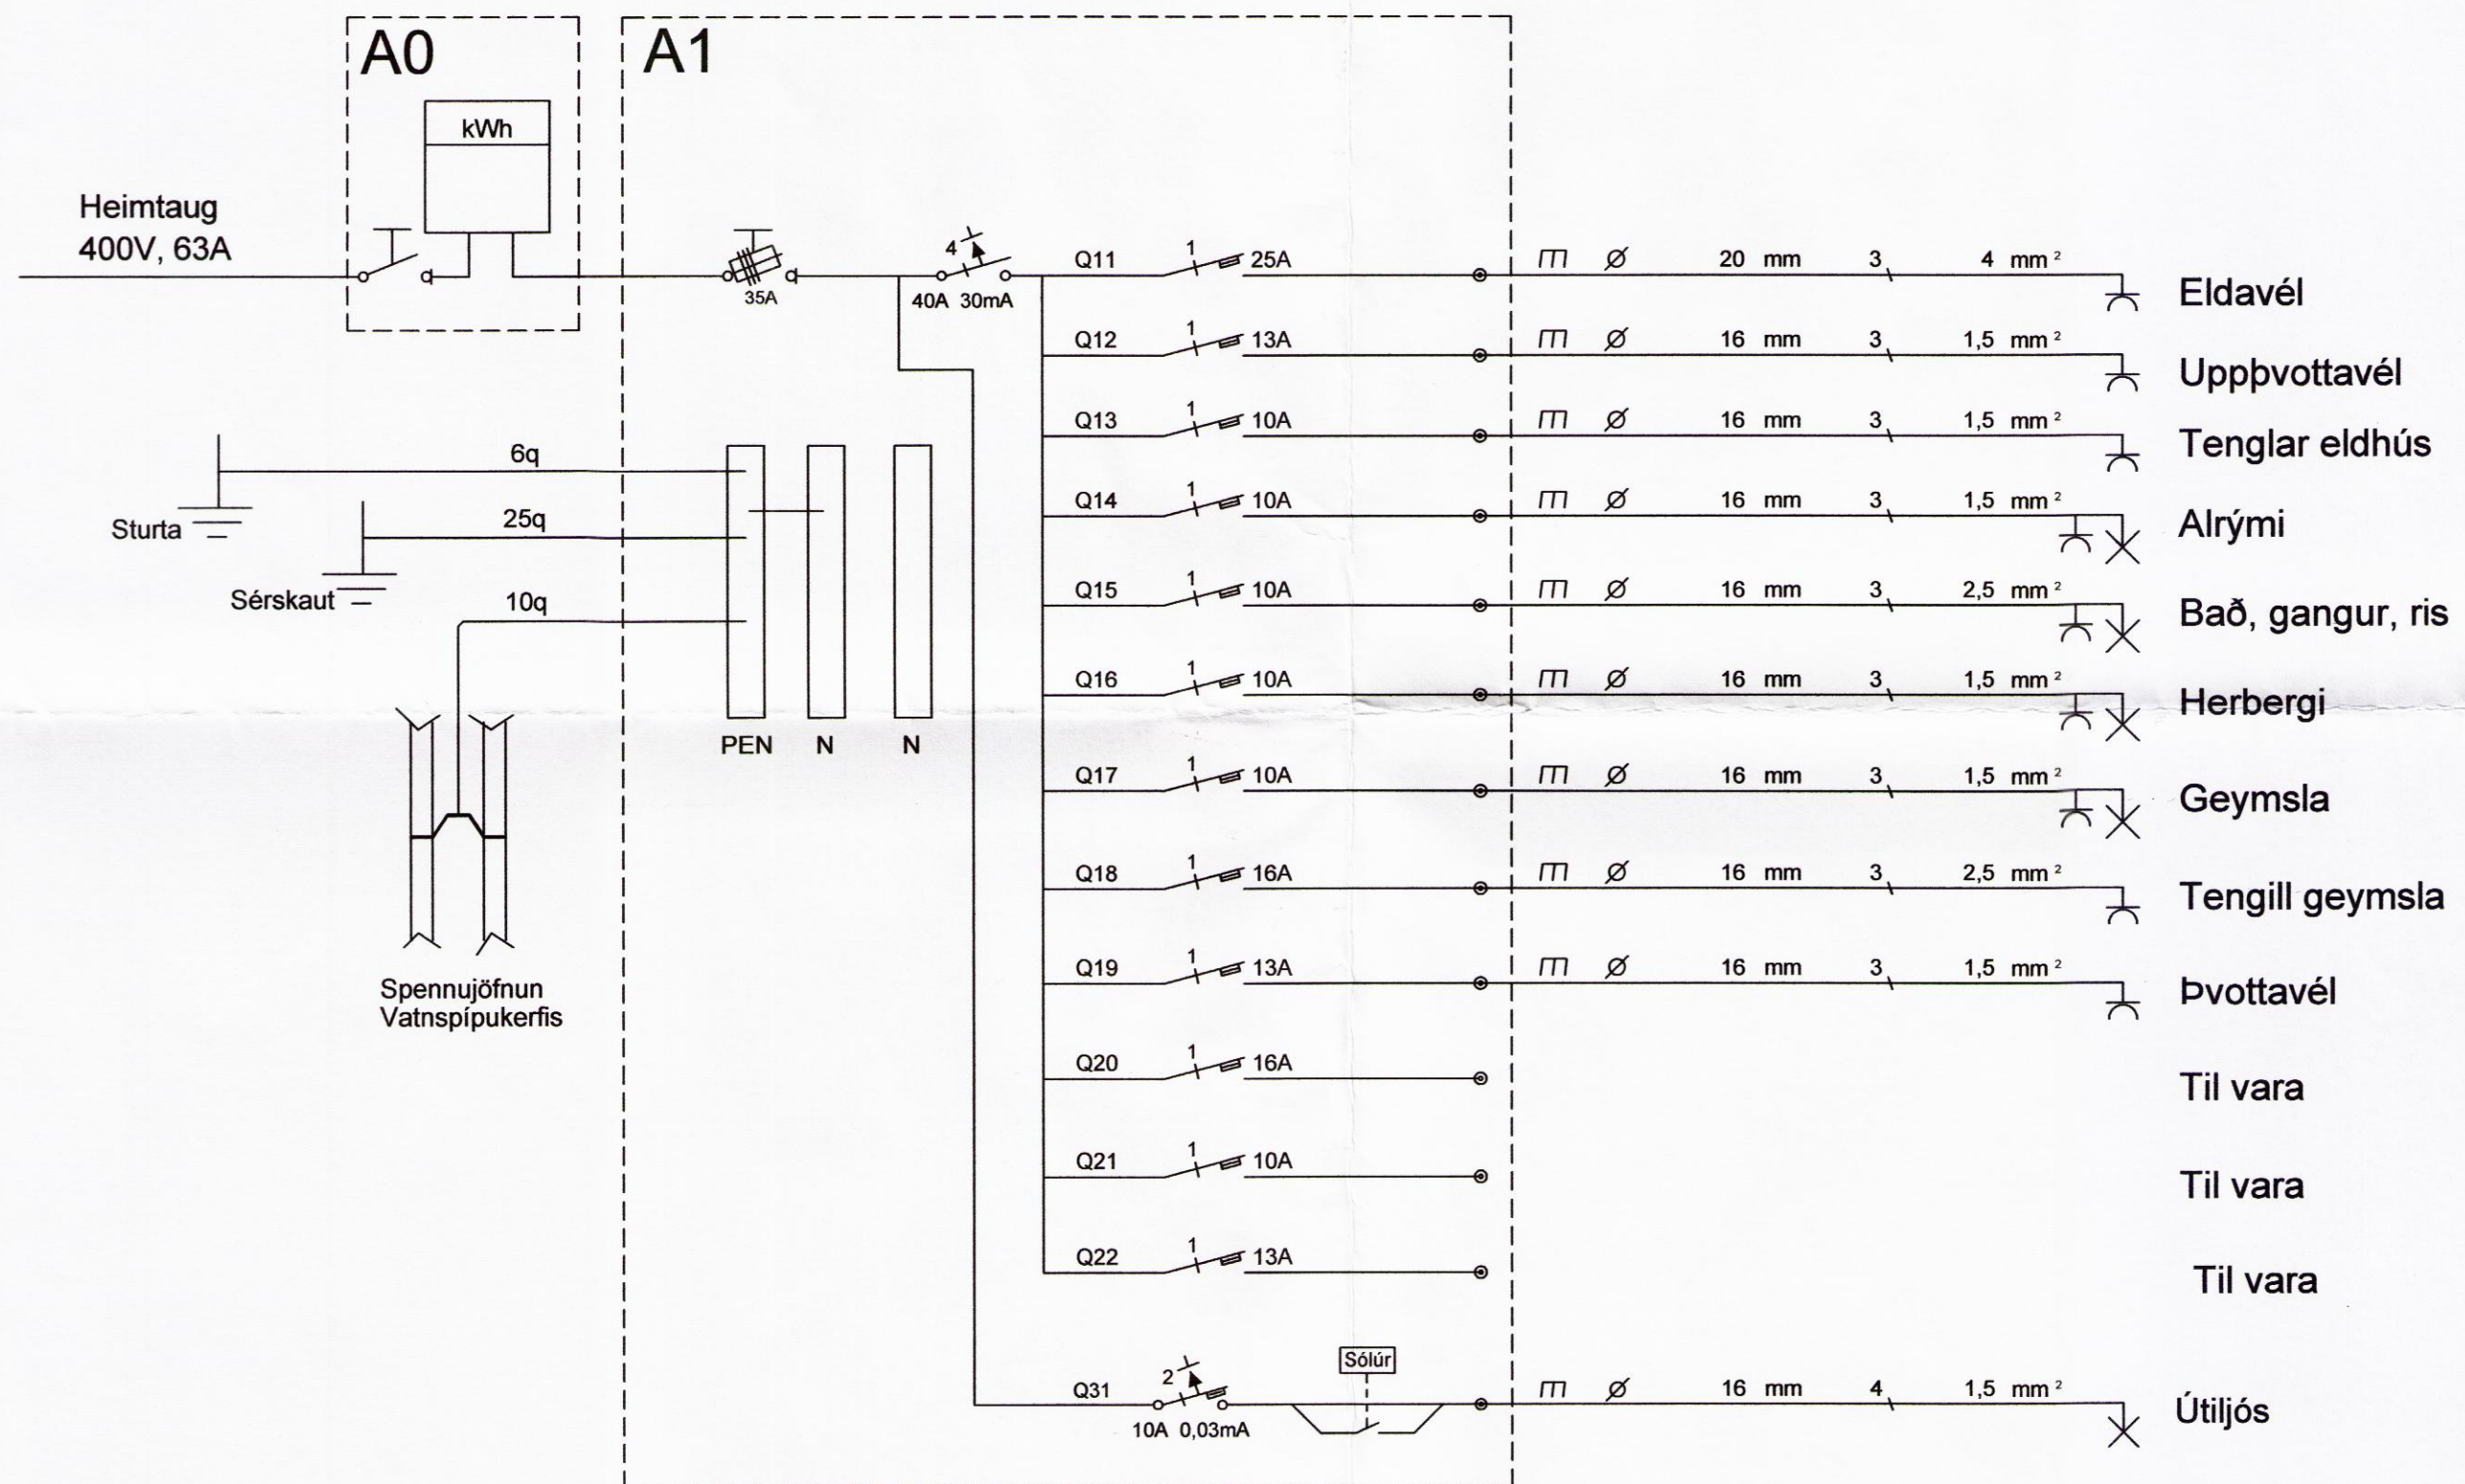 A0
A1
kWh
Heimtaug
400V, 63A
35A
4
40A 30mA
Q11 1 25A 20 mm 3 4 mm² Eldavél
Q12 1 13A 16 mm 3 1,5 mm² Uppþvottavél
Q13 1 10A 16 mm 3 1,5 mm² Tenglar eldhús
Q14 1 10A 16 mm 3 1,5 mm² Alrými
Q15 1 10A 16 mm 3 2,5 mm² Bað, gangur, ris
Q16 1 10A 16 mm 3 1,5 mm² Herbergi
Q17 1 10A 16 mm 3 1,5 mm² Geymsla
Q18 1 16A 16 mm 3 2,5 mm² Tengill geymsla
Q19 1 13A 16 mm 3 1,5 mm² Þvottavél
Q20 1 16A Til vara
Q21 1 10A Til vara
Q22 1 13A Til vara
Sólúr
Q31 2 16 mm 4 1,5 mm² Útiljós
10A 0,03mA
6q
Sturta
25q
Sérskaut
10q
PEN N N
Spennujöfnun
Vatnspípukerfis